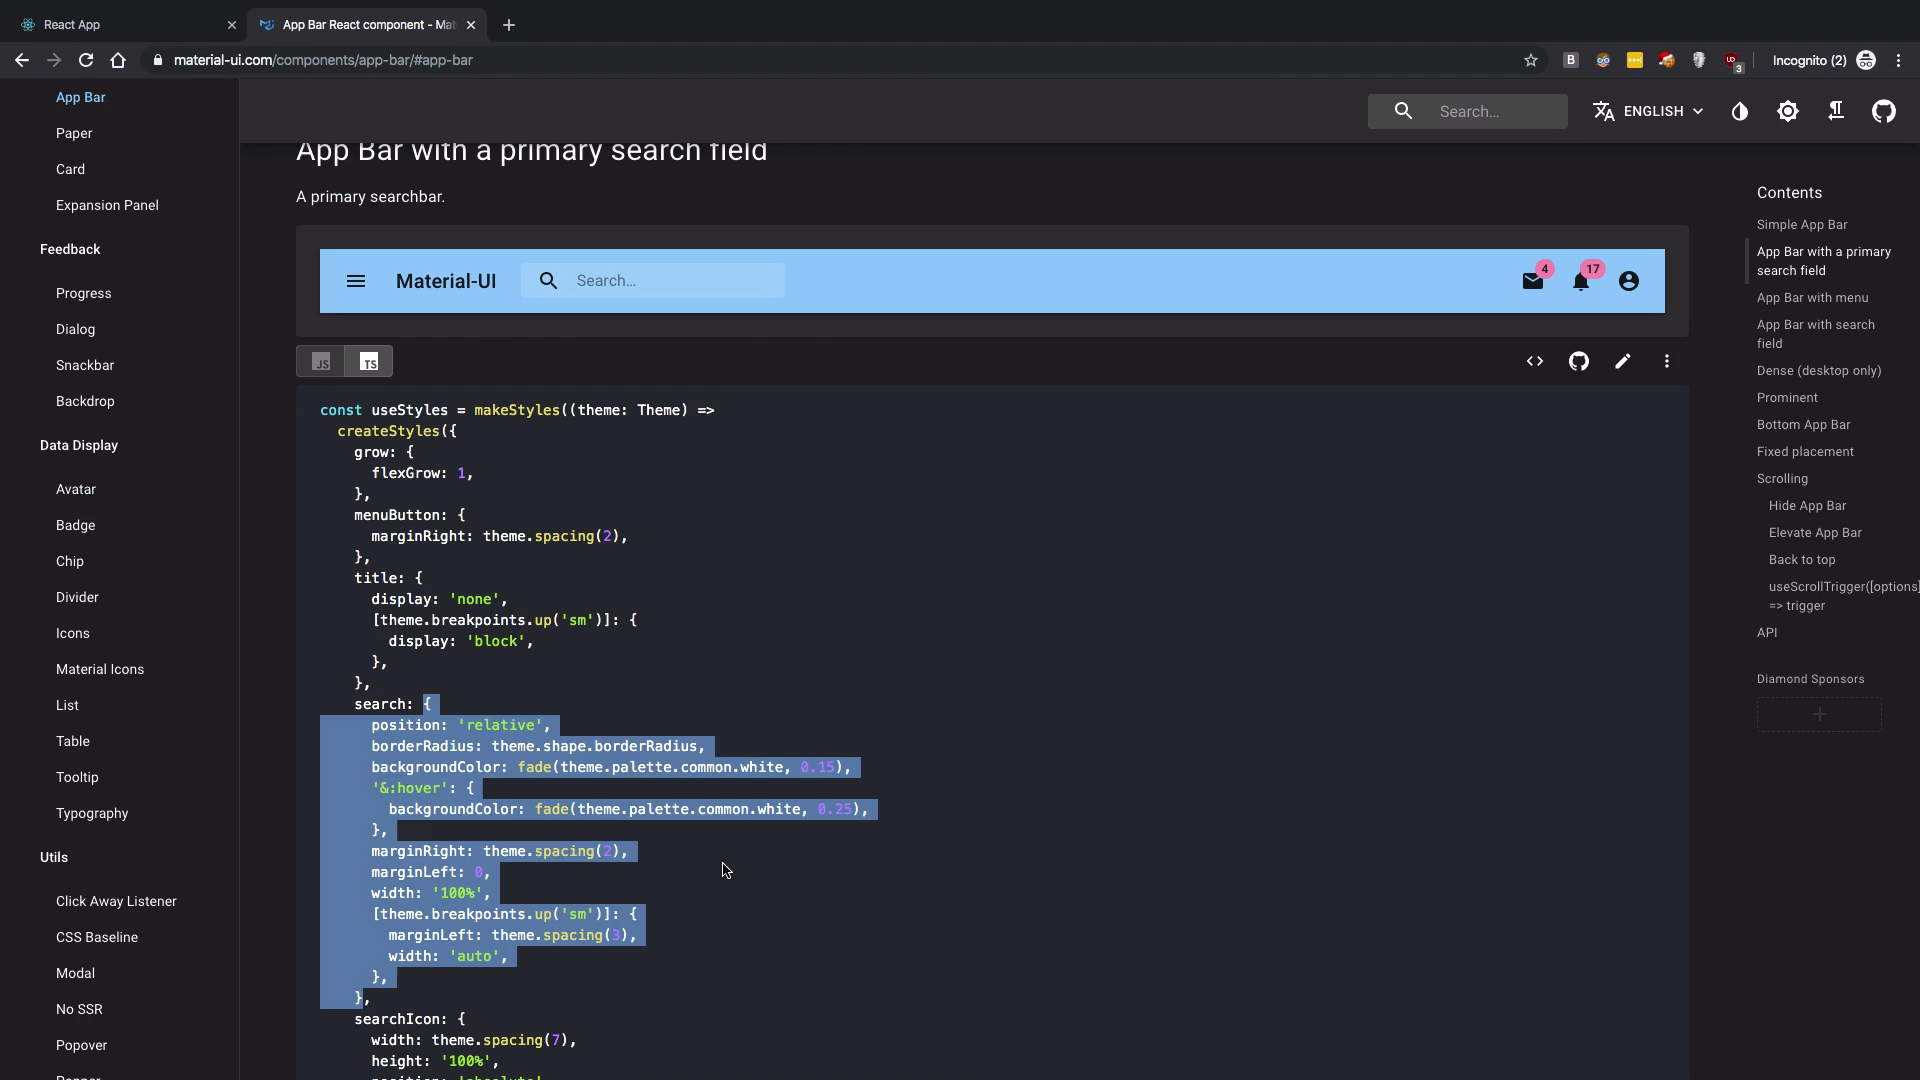 React App
App Bar React component - Mat
material-ui.com/components/app-bar/#app-bar
B
UD
3
Incognito (2)
App Bar
Paper
Card
Expansion Panel
Feedback
Progress
Dialog
Snackbar
Backdrop
Data Display
Avatar
Badge
Chip
Divider
Icons
Material Icons
List
Table
Tooltip
Typography
Utils
Click Away Listener
CSS Baseline
Modal
No SSR
Popover
Popper
Search…
ENGLISH
App Bar with a primary search field
A primary searchbar.
Material-UI
Search…
4
17
JS
TS
const useStyles = makeStyles((theme: Theme) =>
createStyles({
grow: {
flexGrow: 1,
},
menuButton: {
marginRight: theme.spacing(2),
},
title: {
display: 'none',
[theme.breakpoints.up('sm')]: {
display: 'block',
},
},
search: {
position: 'relative',
borderRadius: theme.shape.borderRadius,
backgroundColor: fade(theme.palette.common.white, 0.15),
'&:hover': {
backgroundColor: fade(theme.palette.common.white, 0.25),
},
marginRight: theme.spacing(2),
marginLeft: 0,
width: '100%',
[theme.breakpoints.up('sm')]: {
marginLeft: theme.spacing(3),
width: 'auto',
},
},
searchIcon: {
width: theme.spacing(7),
height: '100%',
position: 'absolute',
Contents
Simple App Bar
App Bar with a primary
search field
App Bar with menu
App Bar with search
field
Dense (desktop only)
Prominent
Bottom App Bar
Fixed placement
Scrolling
Hide App Bar
Elevate App Bar
Back to top
useScrollTrigger([options]
=> trigger
API
Diamond Sponsors